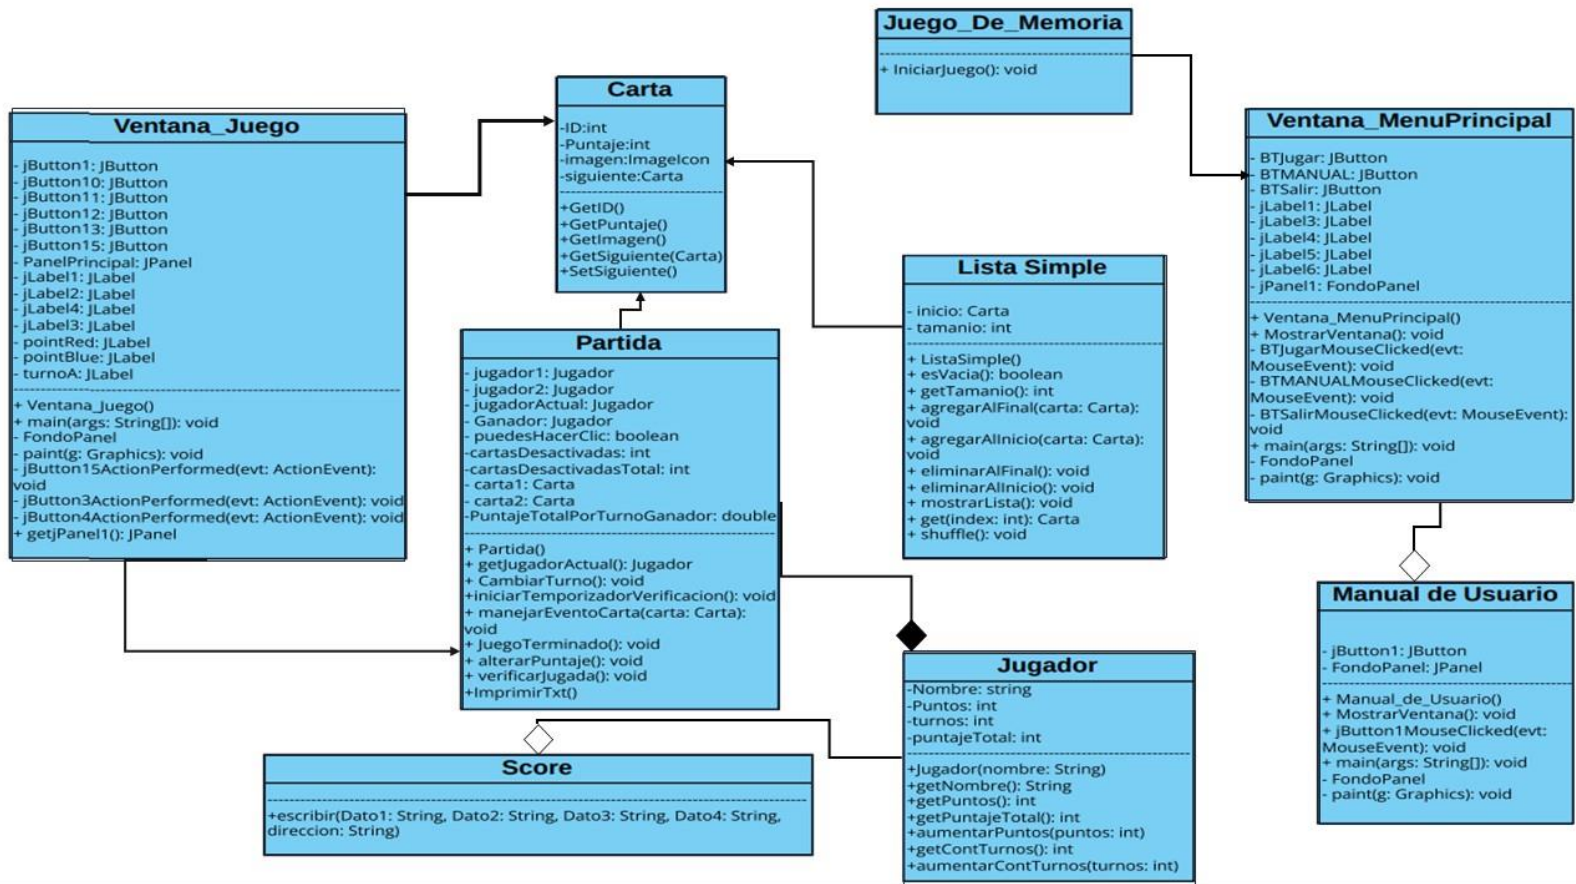 Juego_De_Memoria
+ IniciarJuego(): void
Carta
-ID:int
-Puntaje:int
-imagen:ImageIcon
-siguiente:Carta
+GetID()
+GetPuntaje()
+GetImagen()
+GetSiguiente(Carta)
+SetSiguiente()
Ventana_Juego
- jButton1: JButton
- jButton10: JButton
- jButton11: JButton
- jButton12: JButton
- jButton13: JButton
- jButton15: JButton
- PanelPrincipal: JPanel
- jLabel1: JLabel
- jLabel2: JLabel
- jLabel4: JLabel
- jLabel3: JLabel
- pointRed: JLabel
- pointBlue: JLabel
- turnoA: JLabel
+ Ventana_Juego()
+ main(args: String[]): void
- FondoPanel
- paint(g: Graphics): void
- jButton15ActionPerformed(evt: ActionEvent):
void
- jButton3ActionPerformed(evt: ActionEvent): void
- jButton4ActionPerformed(evt: ActionEvent): void
+ getjPanel1(): JPanel
Ventana_MenuPrincipal
- BTJugar: JButton
- BTMANUAL: JButton
- BTSalir: JButton
- jLabel1: JLabel
- jLabel3: JLabel
- jLabel4: JLabel
- jLabel5: JLabel
- jLabel6: JLabel
- jPanel1: FondoPanel
+ Ventana_MenuPrincipal()
+ MostrarVentana(): void
- BTJugarMouseClicked(evt:
MouseEvent): void
- BTMANUALMouseClicked(evt:
MouseEvent): void
- BTSalirMouseClicked(evt: MouseEvent):
void
+ main(args: String[]): void
- FondoPanel
- paint(g: Graphics): void
Lista Simple
- inicio: Carta
- tamanio: int
+ ListaSimple()
+ esVacia(): boolean
+ getTamanio(): int
+ agregarAlFinal(carta: Carta):
void
+ agregarAlInicio(carta: Carta):
void
+ eliminarAlFinal(): void
+ eliminarAlInicio(): void
+ mostrarLista(): void
+ get(index: int): Carta
+ shuffle(): void
Partida
- jugador1: Jugador
- jugador2: Jugador
- jugadorActual: Jugador
- Ganador: Jugador
- puedesHacerClic: boolean
-cartasDesactivadas: int
-cartasDesactivadasTotal: int
- carta1: Carta
- carta2: Carta
-PuntajeTotalPorTurnoGanador: double
+ Partida()
+ getJugadorActual(): Jugador
+ CambiarTurno(): void
+iniciarTemporizadorVerificacion(): void
+ manejarEventoCarta(carta: Carta):
void
+ JuegoTerminado(): void
+ alterarPuntaje(): void
+ verificarJugada(): void
+ImprimirTxt()
Manual de Usuario
- jButton1: JButton
- FondoPanel: JPanel
+ Manual_de_Usuario()
+ MostrarVentana(): void
+ jButton1MouseClicked(evt:
MouseEvent): void
+ main(args: String[]): void
- FondoPanel
- paint(g: Graphics): void
Jugador
-Nombre: string
-Puntos: int
-turnos: int
-puntajeTotal: int
+Jugador(nombre: String)
+getNombre(): String
+getPuntos(): int
+getPuntajeTotal(): int
+aumentarPuntos(puntos: int)
+getContTurnos(): int
+aumentarContTurnos(turnos: int)
Score
+escribir(Dato1: String, Dato2: String, Dato3: String, Dato4: String,
direccion: String)